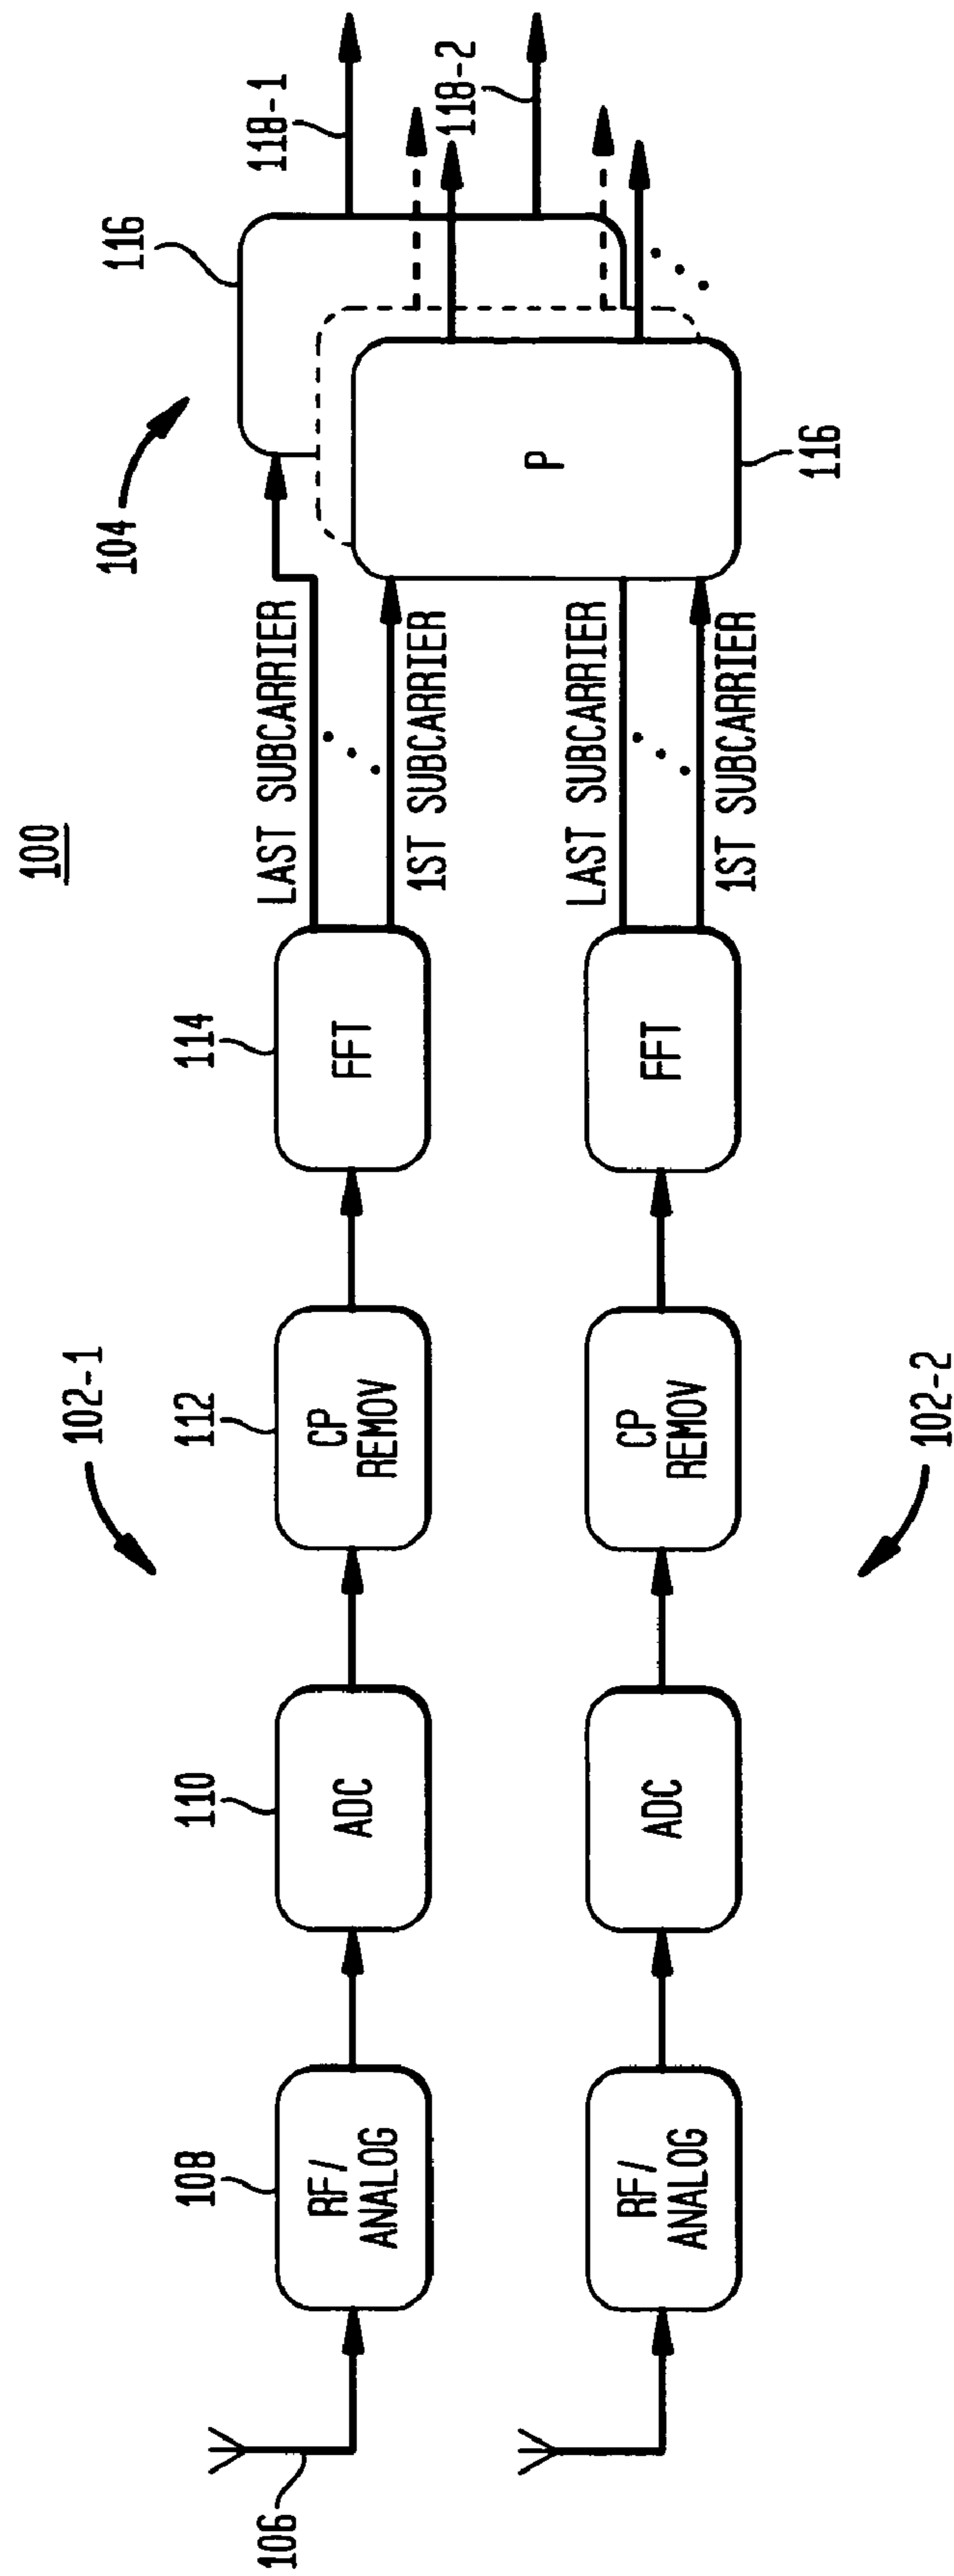 100
102-1
104
116
118-1
106
108
110
112
114
RF/
ANALOG
ADC
CP
REMOV
FFT
LAST SUBCARRIER
1ST SUBCARRIER
118-2
P
RF/
ANALOG
ADC
CP
REMOV
FFT
LAST SUBCARRIER
1ST SUBCARRIER
116
102-2